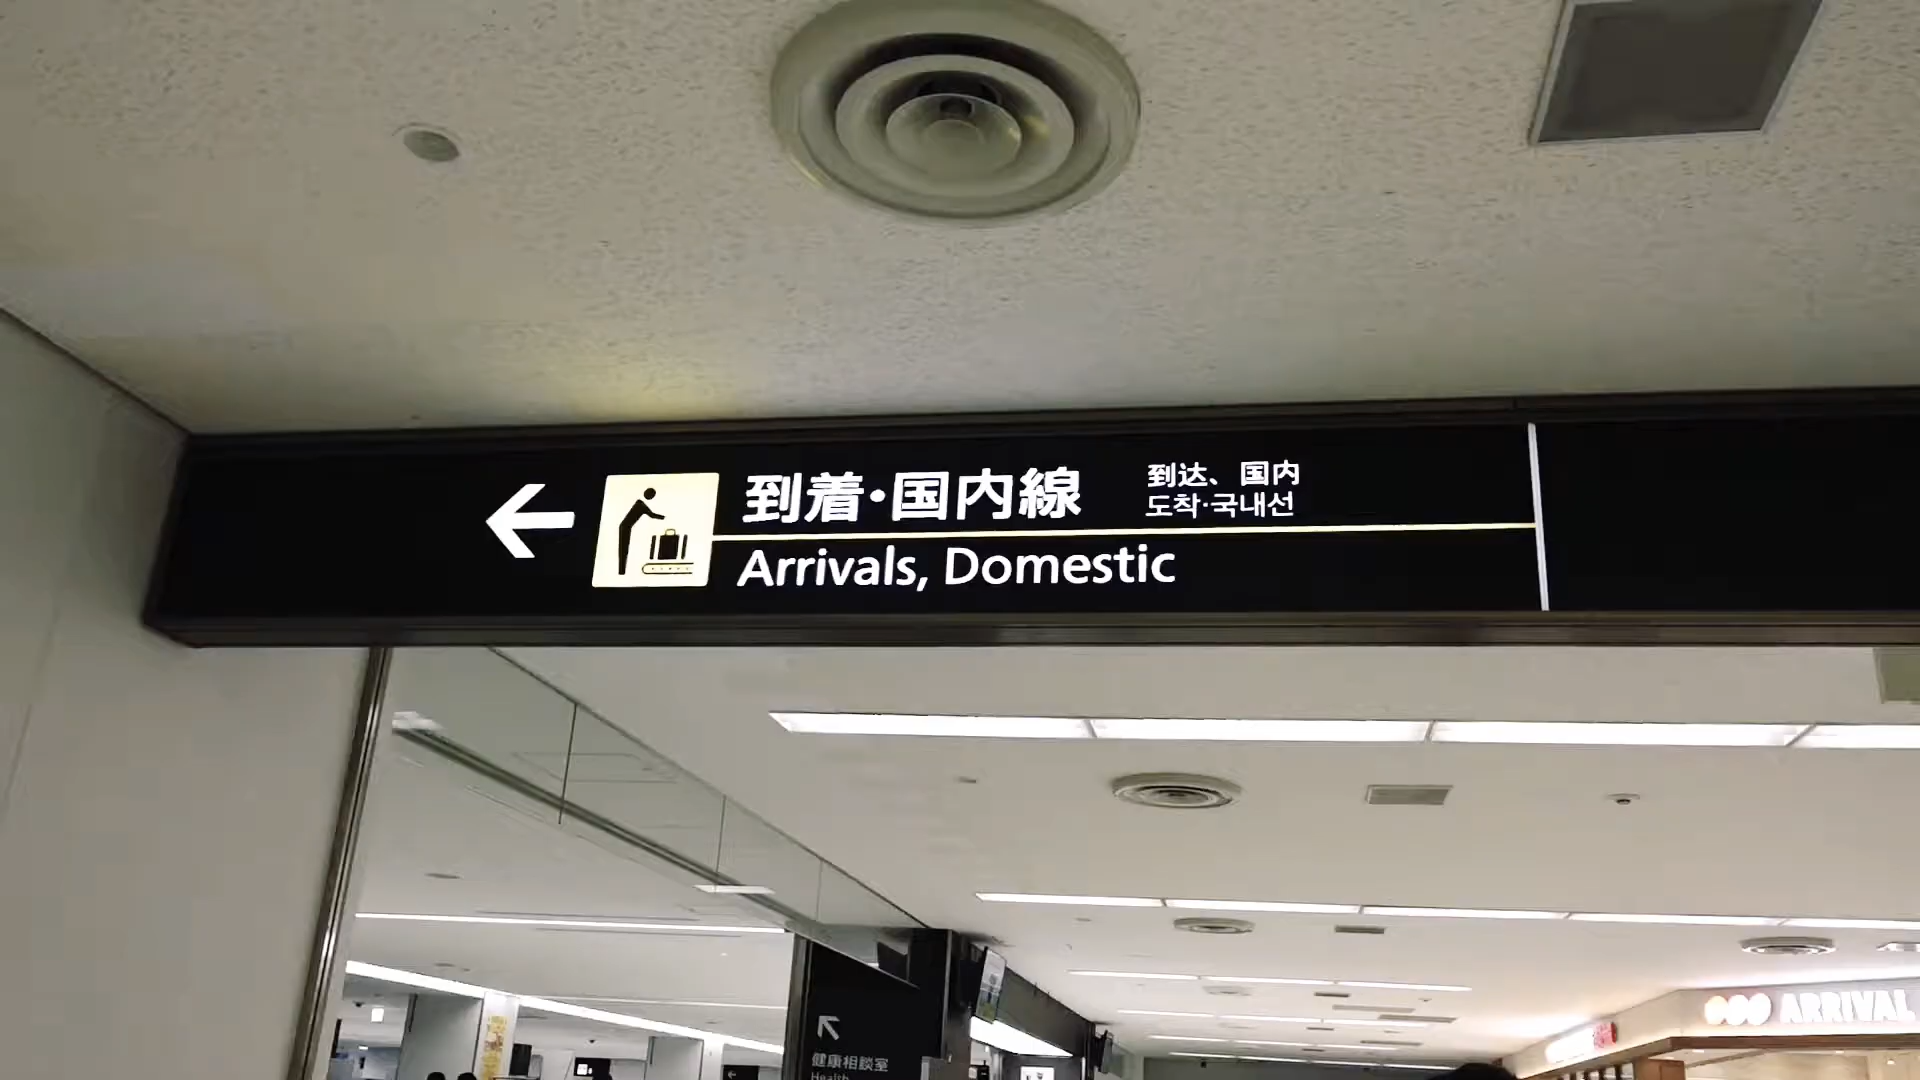 到着・国内線
到达、国内
도착·국내선
Arrivals, Domestic
ARRIVAL
健康相談室
Health